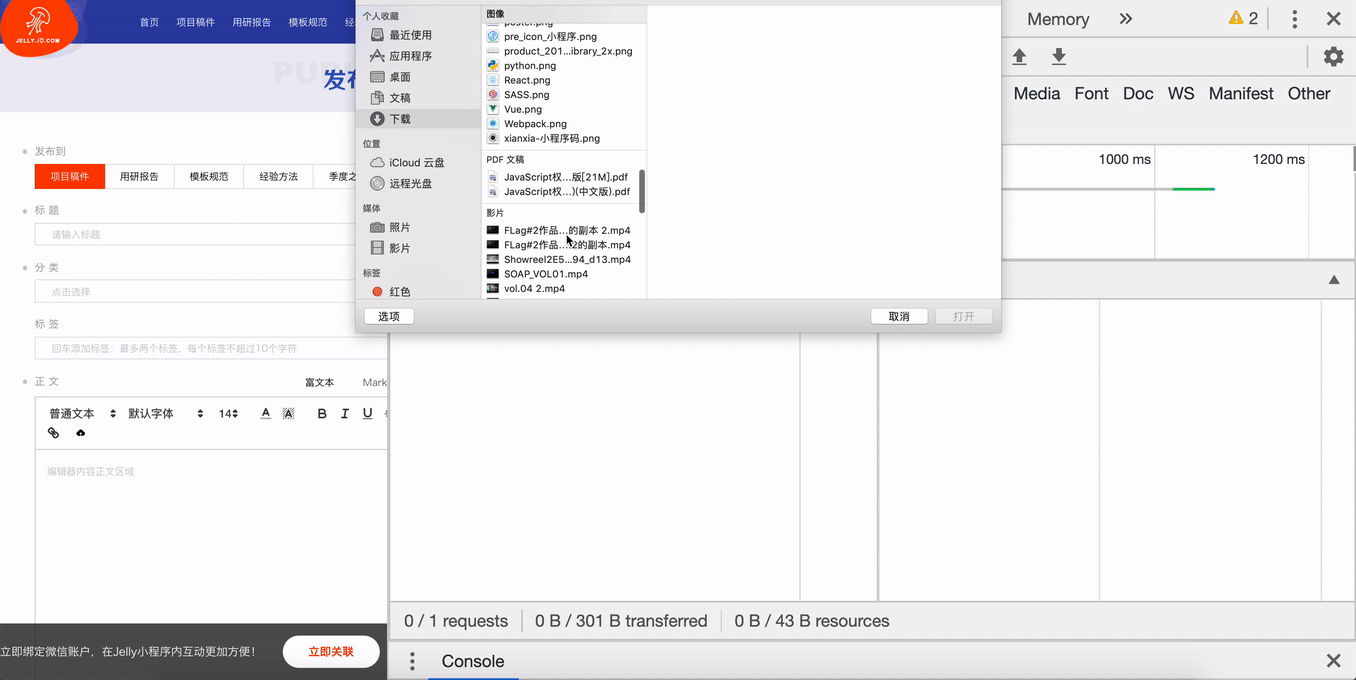 JELLY.JD.COM
首页 项目稿件 用研报告 模板规范 经
PU
发布
* 发布到
项目稿件 用研报告 模板规范 经验方法 季度之
* 标 题
请输入标题
* 分 类
点击选择
标 签
回车添加标签; 最多两个标签, 每个标签不超过10个字符
* 正 文 富文本 Mark
普通文本 默认字体 14 A A B I U
编辑器内容正文区域
立即绑定微信账户, 在Jelly小程序内互动更加方便!
立即关联
个人收藏
最近使用
应用程序
桌面
文稿
下载
位置
iCloud 云盘
远程光盘
媒体
照片
影片
标签
红色
图像
poster.png
pre_icon_小程序.png
product_201...ibrary_2x.png
python.png
React.png
SASS.png
Vue.png
Webpack.png
xianxia-小程序码.png
PDF 文稿
JavaScript权...版[21M].pdf
JavaScript权...)(中文版).pdf
影片
FLag#2作品...的副本 2.mp4
FLag#2作品...2的副本.mp4
Showreel2E5...94_d13.mp4
SOAP_VOL01.mp4
vol.04 2.mp4
选项
取消
打开
Memory » 2
Media Font Doc WS Manifest Other
1000 ms 1200 ms
0 / 1 requests 0 B / 301 B transferred 0 B / 43 B resources
Console